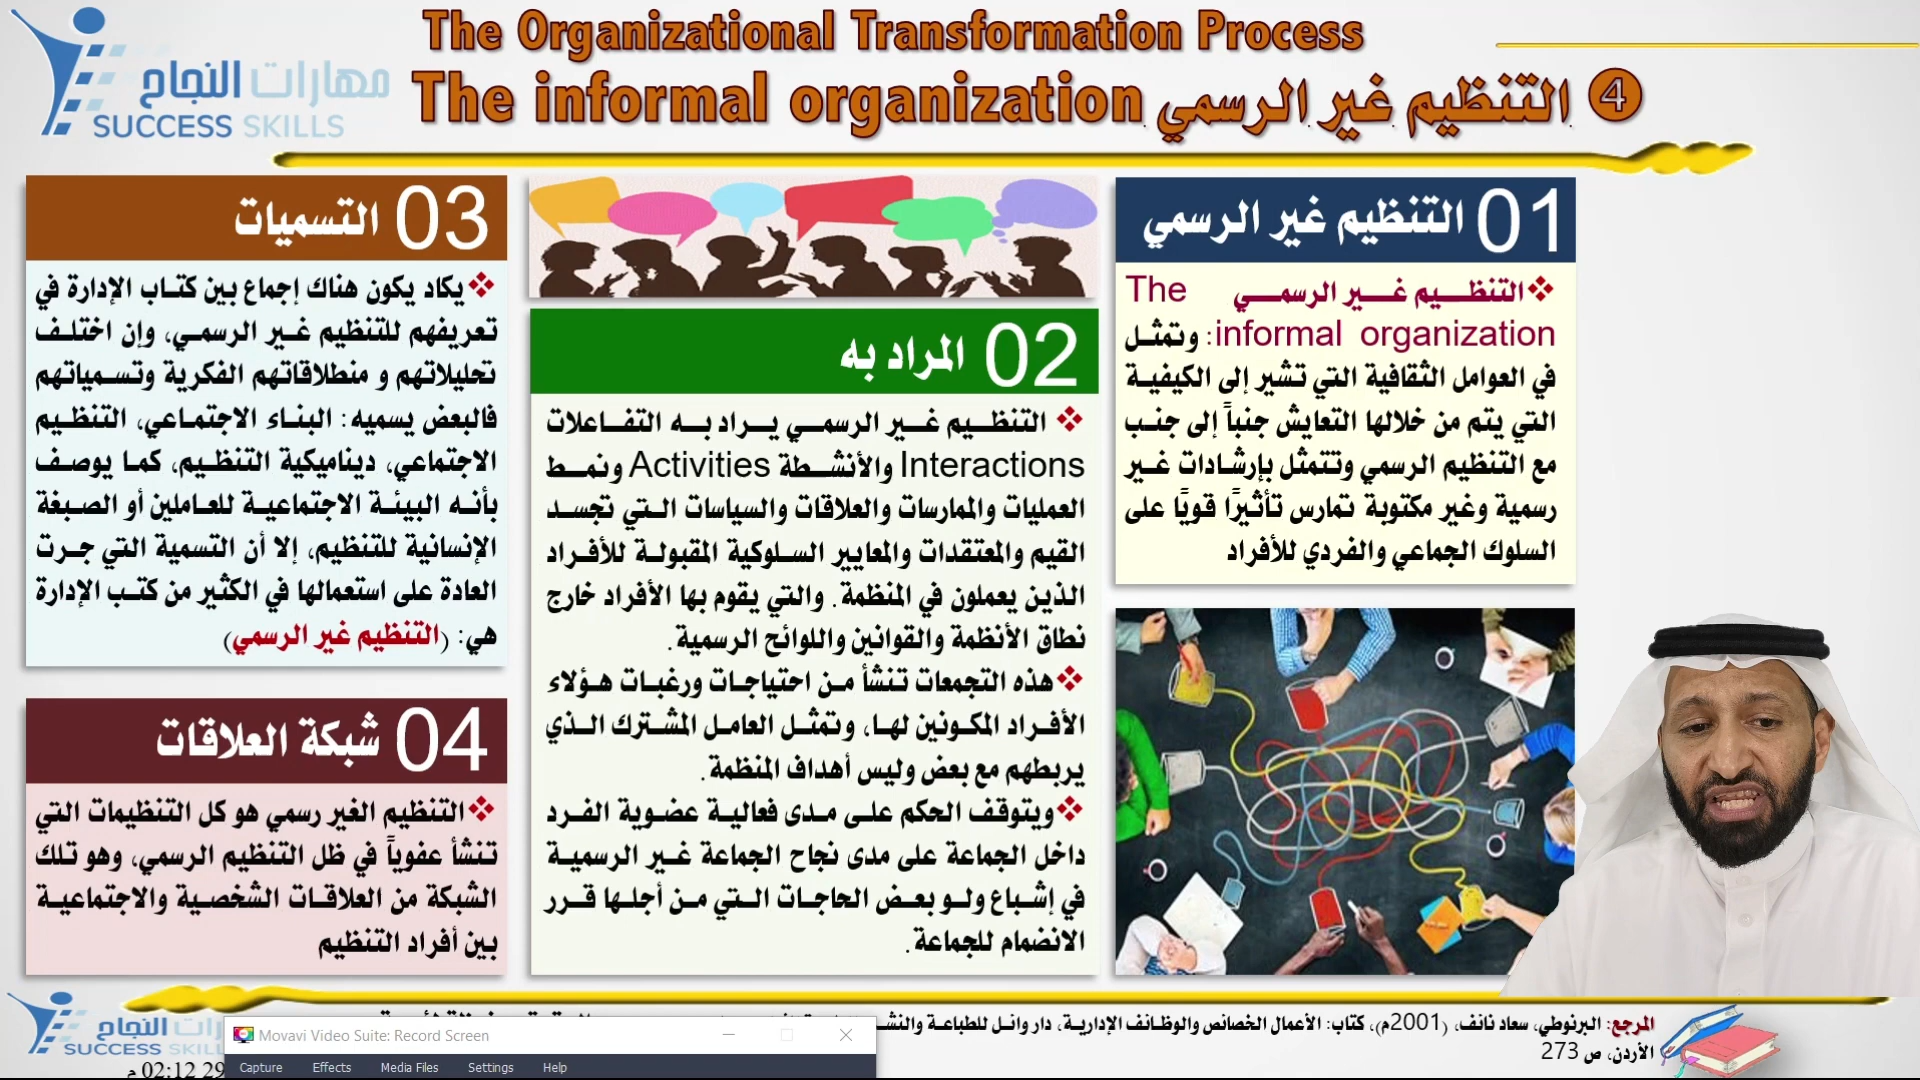 The Organizational Transformation Process
4 التنظيم غير الرسمي The informal organization
مهارات النجاح
SUCCESS SKILLS
01 التنظيم غير الرسمي
❖التنظيم غير الرسمي The
informal organization: وتمثل
في العوامل الثقافية التي تشير إلى الكيفية
التي يتم من خلالها التعايش جنباً إلى جنب
مع التنظيم الرسمي وتتمثل بإرشادات غير
رسمية وغير مكتوبة تمارس تأثيرًا قويًا على
السلوك الجماعي والفردي للأفراد
02 المراد به
❖ التنظيم غير الرسمي يراد به التفاعلات
Interactions والأنشطة Activities ونمط
العمليات والممارسات والعلاقات والسياسات التي تجسد
القيم والمعتقدات والمعايير السلوكية المقبولة للأفراد
الذين يعملون في المنظمة. والتي يقوم بها الأفراد خارج
نطاق الأنظمة والقوانين واللوائح الرسمية.
❖هذه التجمعات تنشأ من احتياجات ورغبات هؤلاء
الأفراد المكونين لها، وتمثل العامل المشترك الذي
يربطهم مع بعض وليس أهداف المنظمة.
❖ويتوقف الحكم على مدى فعالية عضوية الفرد
داخل الجماعة على مدى نجاح الجماعة غير الرسمية
في إشباع ولو بعض الحاجات التي من أجلها قرر
الانضمام للجماعة.
03 التسميات
❖يكاد يكون هناك إجماع بين كتاب الإدارة في
تعريفهم للتنظيم غير الرسمي، وإن اختلف
تحليلاتهم و منطلاقاتهم الفكرية وتسمياتهم
فالبعض يسميه: البناء الاجتماعي، التنظيم
الاجتماعي، ديناميكية التنظيم، كما يوصف
بأنه البيئة الاجتماعية للعاملين أو الصبغة
الإنسانية للتنظيم، إلا أن التسمية التي جرت
العادة على استعمالها في الكثير من كتب الإدارة
هي: (التنظيم غير الرسمي)
04 شبكة العلاقات
❖التنظيم الغير رسمي هو كل التنظيمات التي
تنشأ عفوياً في ظل التنظيم الرسمي، وهو تلك
الشبكة من العلاقات الشخصية والاجتماعية
بين أفراد التنظيم
المرجع: البرنوطي، سعاد نائف، (2001م)، كتاب: الأعمال الخصائص والوظائف الإدارية، دار وائل للطباعة والنش
الأردن، ص 273
النجاح
SUCCESS SKILL
02:12 29 م
Movavi Video Suite: Record Screen
Capture Effects Media Files Settings Help